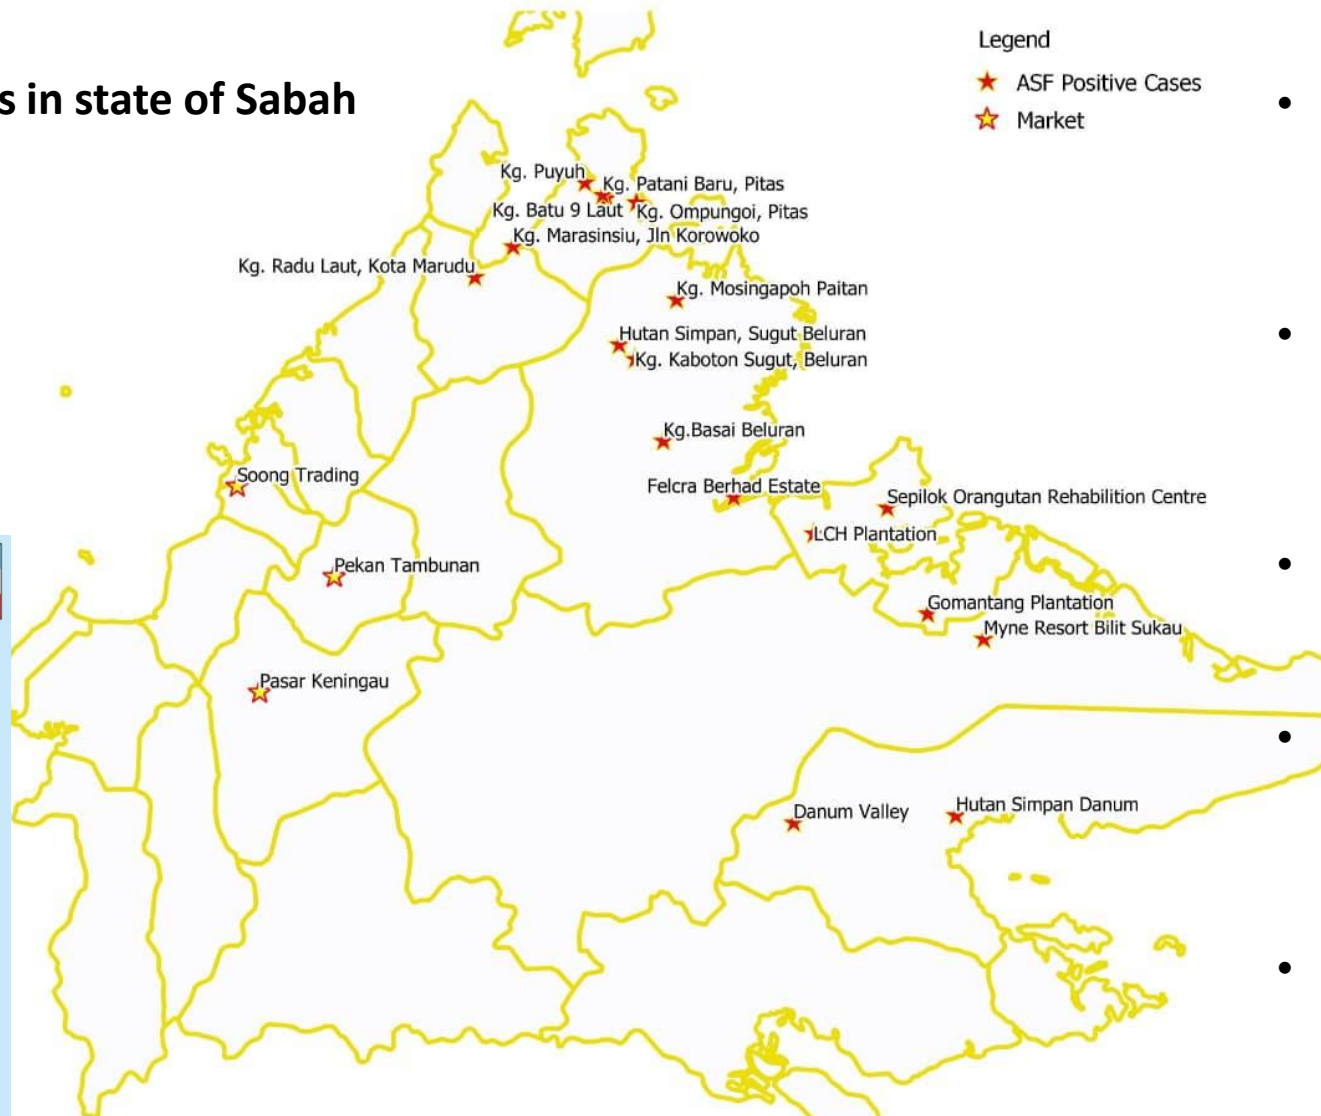 s in state of Sabah
Legend
ASF Positive Cases
Market
Kg. Puyuh
Kg. Patani Baru, Pitas
Kg. Batu 9 Laut
Kg. Ompungoi, Pitas
Kg. Marasinsiu, Jln Korowoko
Kg. Radu Laut, Kota Marudu
Kg. Mosingapoh Paitan
Hutan Simpan, Sugut Beluran
Kg. Kaboton Sugut, Beluran
Kg.Basai Beluran
Soong Trading
Felcra Berhad Estate
Sepilok Orangutan Rehabilition Centre
LCH Plantation
Pekan Tambunan
Gomantang Plantation
Myne Resort Bilit Sukau
Pasar Keningau
Danum Valley
Hutan Simpan Danum